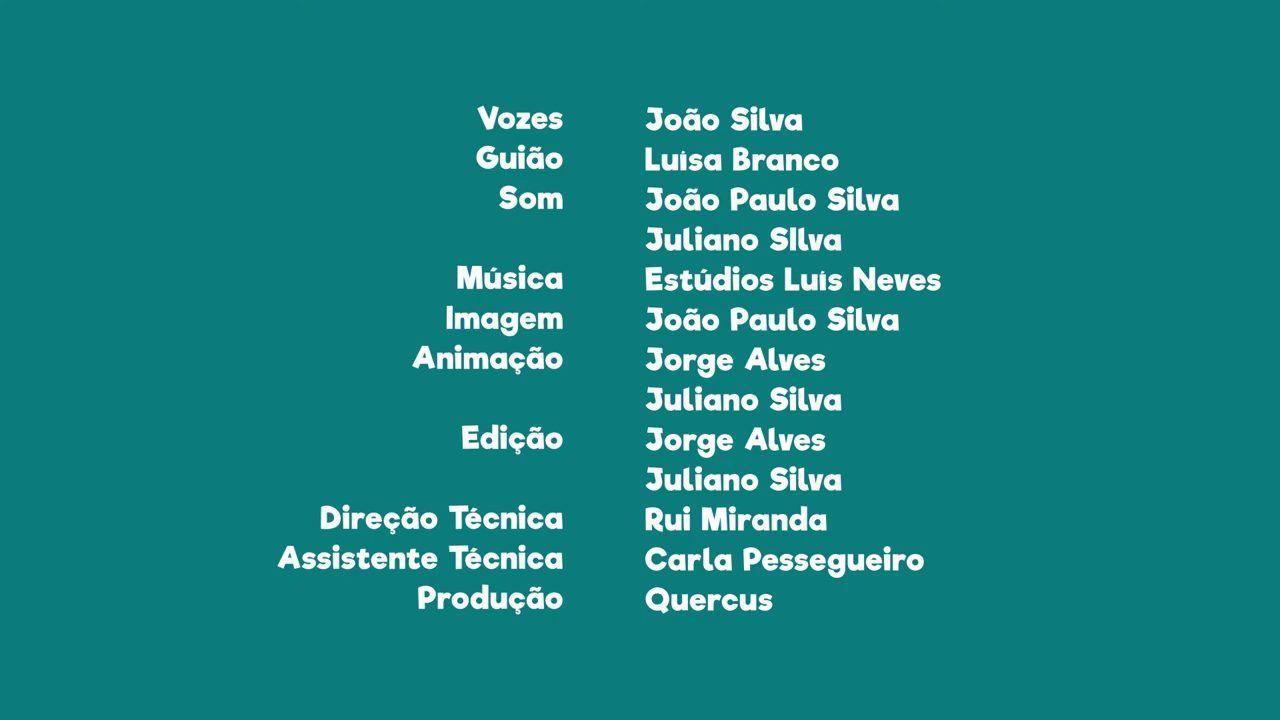 Vozes João Silva
Guião Luísa Branco
Som João Paulo Silva
Juliano SIlva
Música Estúdios Luís Neves
Imagem João Paulo Silva
Animação Jorge Alves
Juliano Silva
Edição Jorge Alves
Juliano Silva
Direção Técnica Rui Miranda
Assistente Técnica Carla Pessegueiro
Produção Quercus